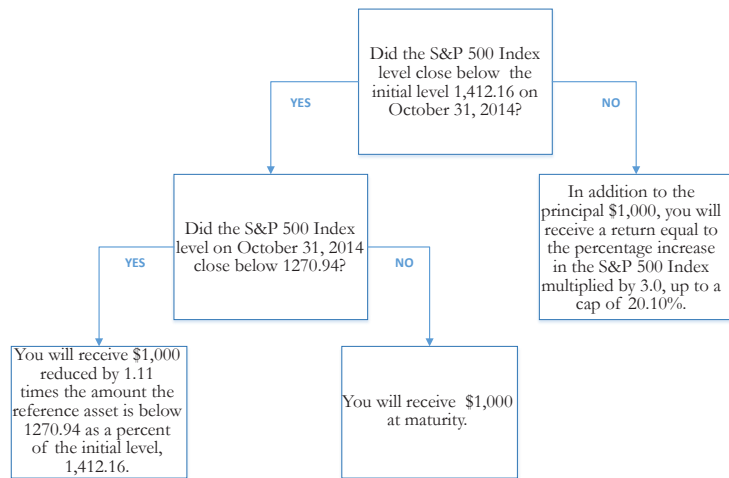 Did the S&P 500 Index
level close below the
initial level 1,412.16 on
October 31, 2014?
YES
NO
Did the S&P 500 Index
level on October 31, 2014
close below 1270.94?
In addition to the
principal $1,000, you will
receive a return equal to
the percentage increase
in the S&P 500 Index
multiplied by 3.0, up to a
cap of 20.10%.
YES
NO
You will receive $1,000
reduced by 1.11
times the amount the
reference asset is below
1270.94 as a percent
of the initial level,
1,412.16.
You will receive $1,000
at maturity.